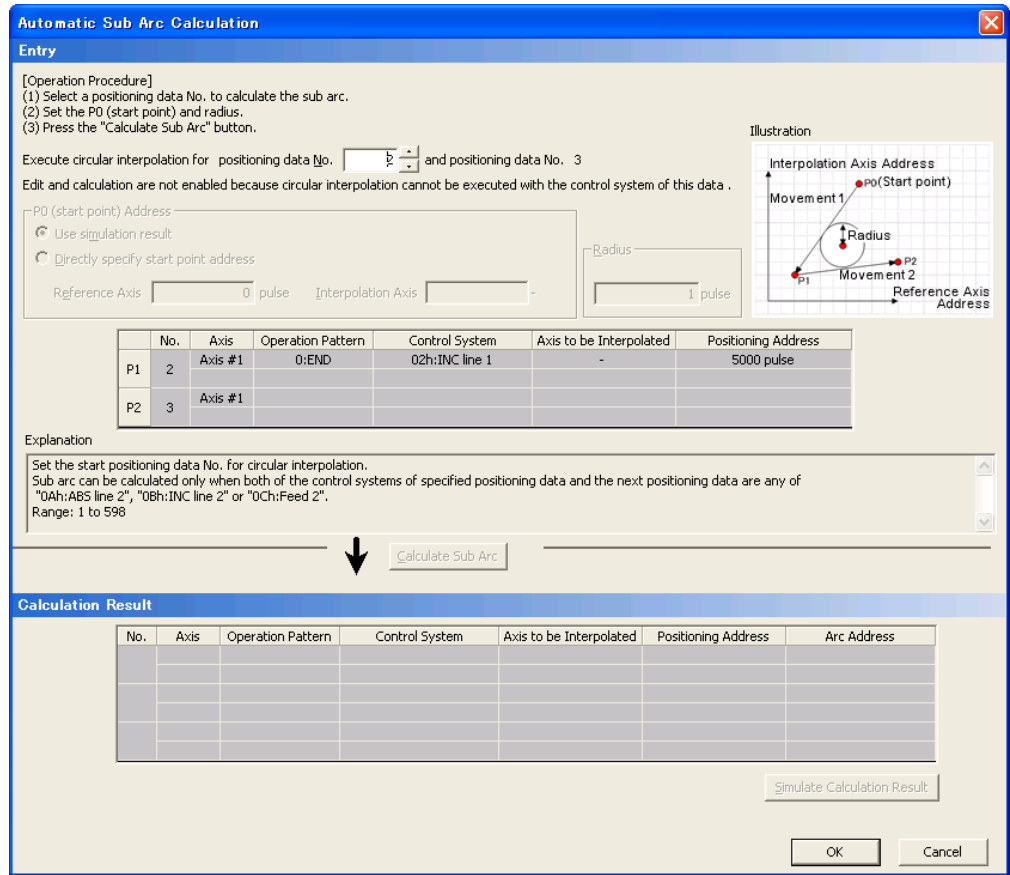 Automatic Sub Arc Calculation
Entry
[Operation Procedure]
(1) Select a positioning data No. to calculate the sub arc.
(2) Set the P0 (start point) and radius.
(3) Press the "Calculate Sub Arc" button.
Illustration
Execute circular interpolation for positioning data No. and positioning data No. 3
Edit and calculation are not enabled because circular interpolation cannot be executed with the control system of this data .
Interpolation Axis Address
P0(Start point)
Movement 1
Radius
P2
P1
Movement 2
Reference Axis
Address
P0 (start point) Address
Use simulation result
Directly specify start point address
Reference Axis 0 pulse Interpolation Axis -
Radius
1 pulse
No. Axis Operation Pattern Control System Axis to be Interpolated Positioning Address
P1 2 Axis #1 0:END 02h:INC line 1 - 5000 pulse
P2 3 Axis #1
Explanation
Set the start positioning data No. for circular interpolation.
Sub arc can be calculated only when both of the control systems of specified positioning data and the next positioning data are any of
"0Ah:ABS line 2", "0Bh:INC line 2" or "0Ch:Feed 2".
Range: 1 to 598
Calculate Sub Arc
Calculation Result
No. Axis Operation Pattern Control System Axis to be Interpolated Positioning Address Arc Address
Simulate Calculation Result
OK Cancel